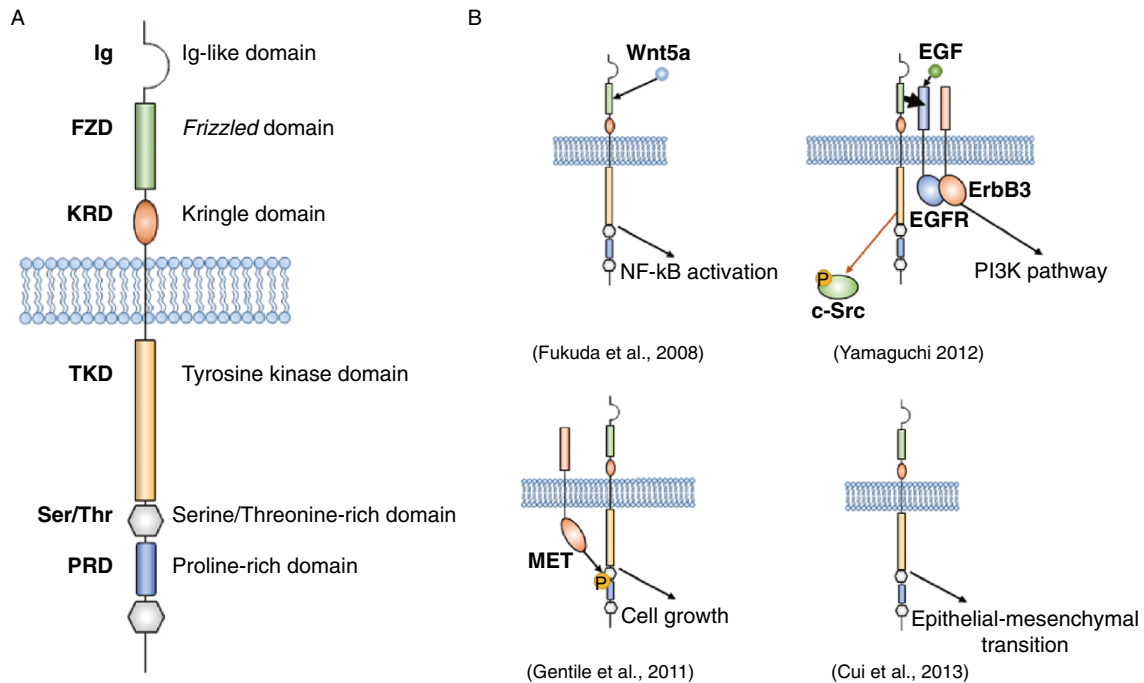 A
Ig Ig-like domain
FZD Frizzled domain
KRD Kringle domain
TKD Tyrosine kinase domain
Ser/Thr Serine/Threonine-rich domain
PRD Proline-rich domain
B
Wnt5a
NF-kB activation
(Fukuda et al., 2008)
EGF
ErbB3
EGFR
PI3K pathway
P
c-Src
(Yamaguchi 2012)
MET
P
Cell growth
(Gentile et al., 2011)
Epithelial-mesenchymal
transition
(Cui et al., 2013)